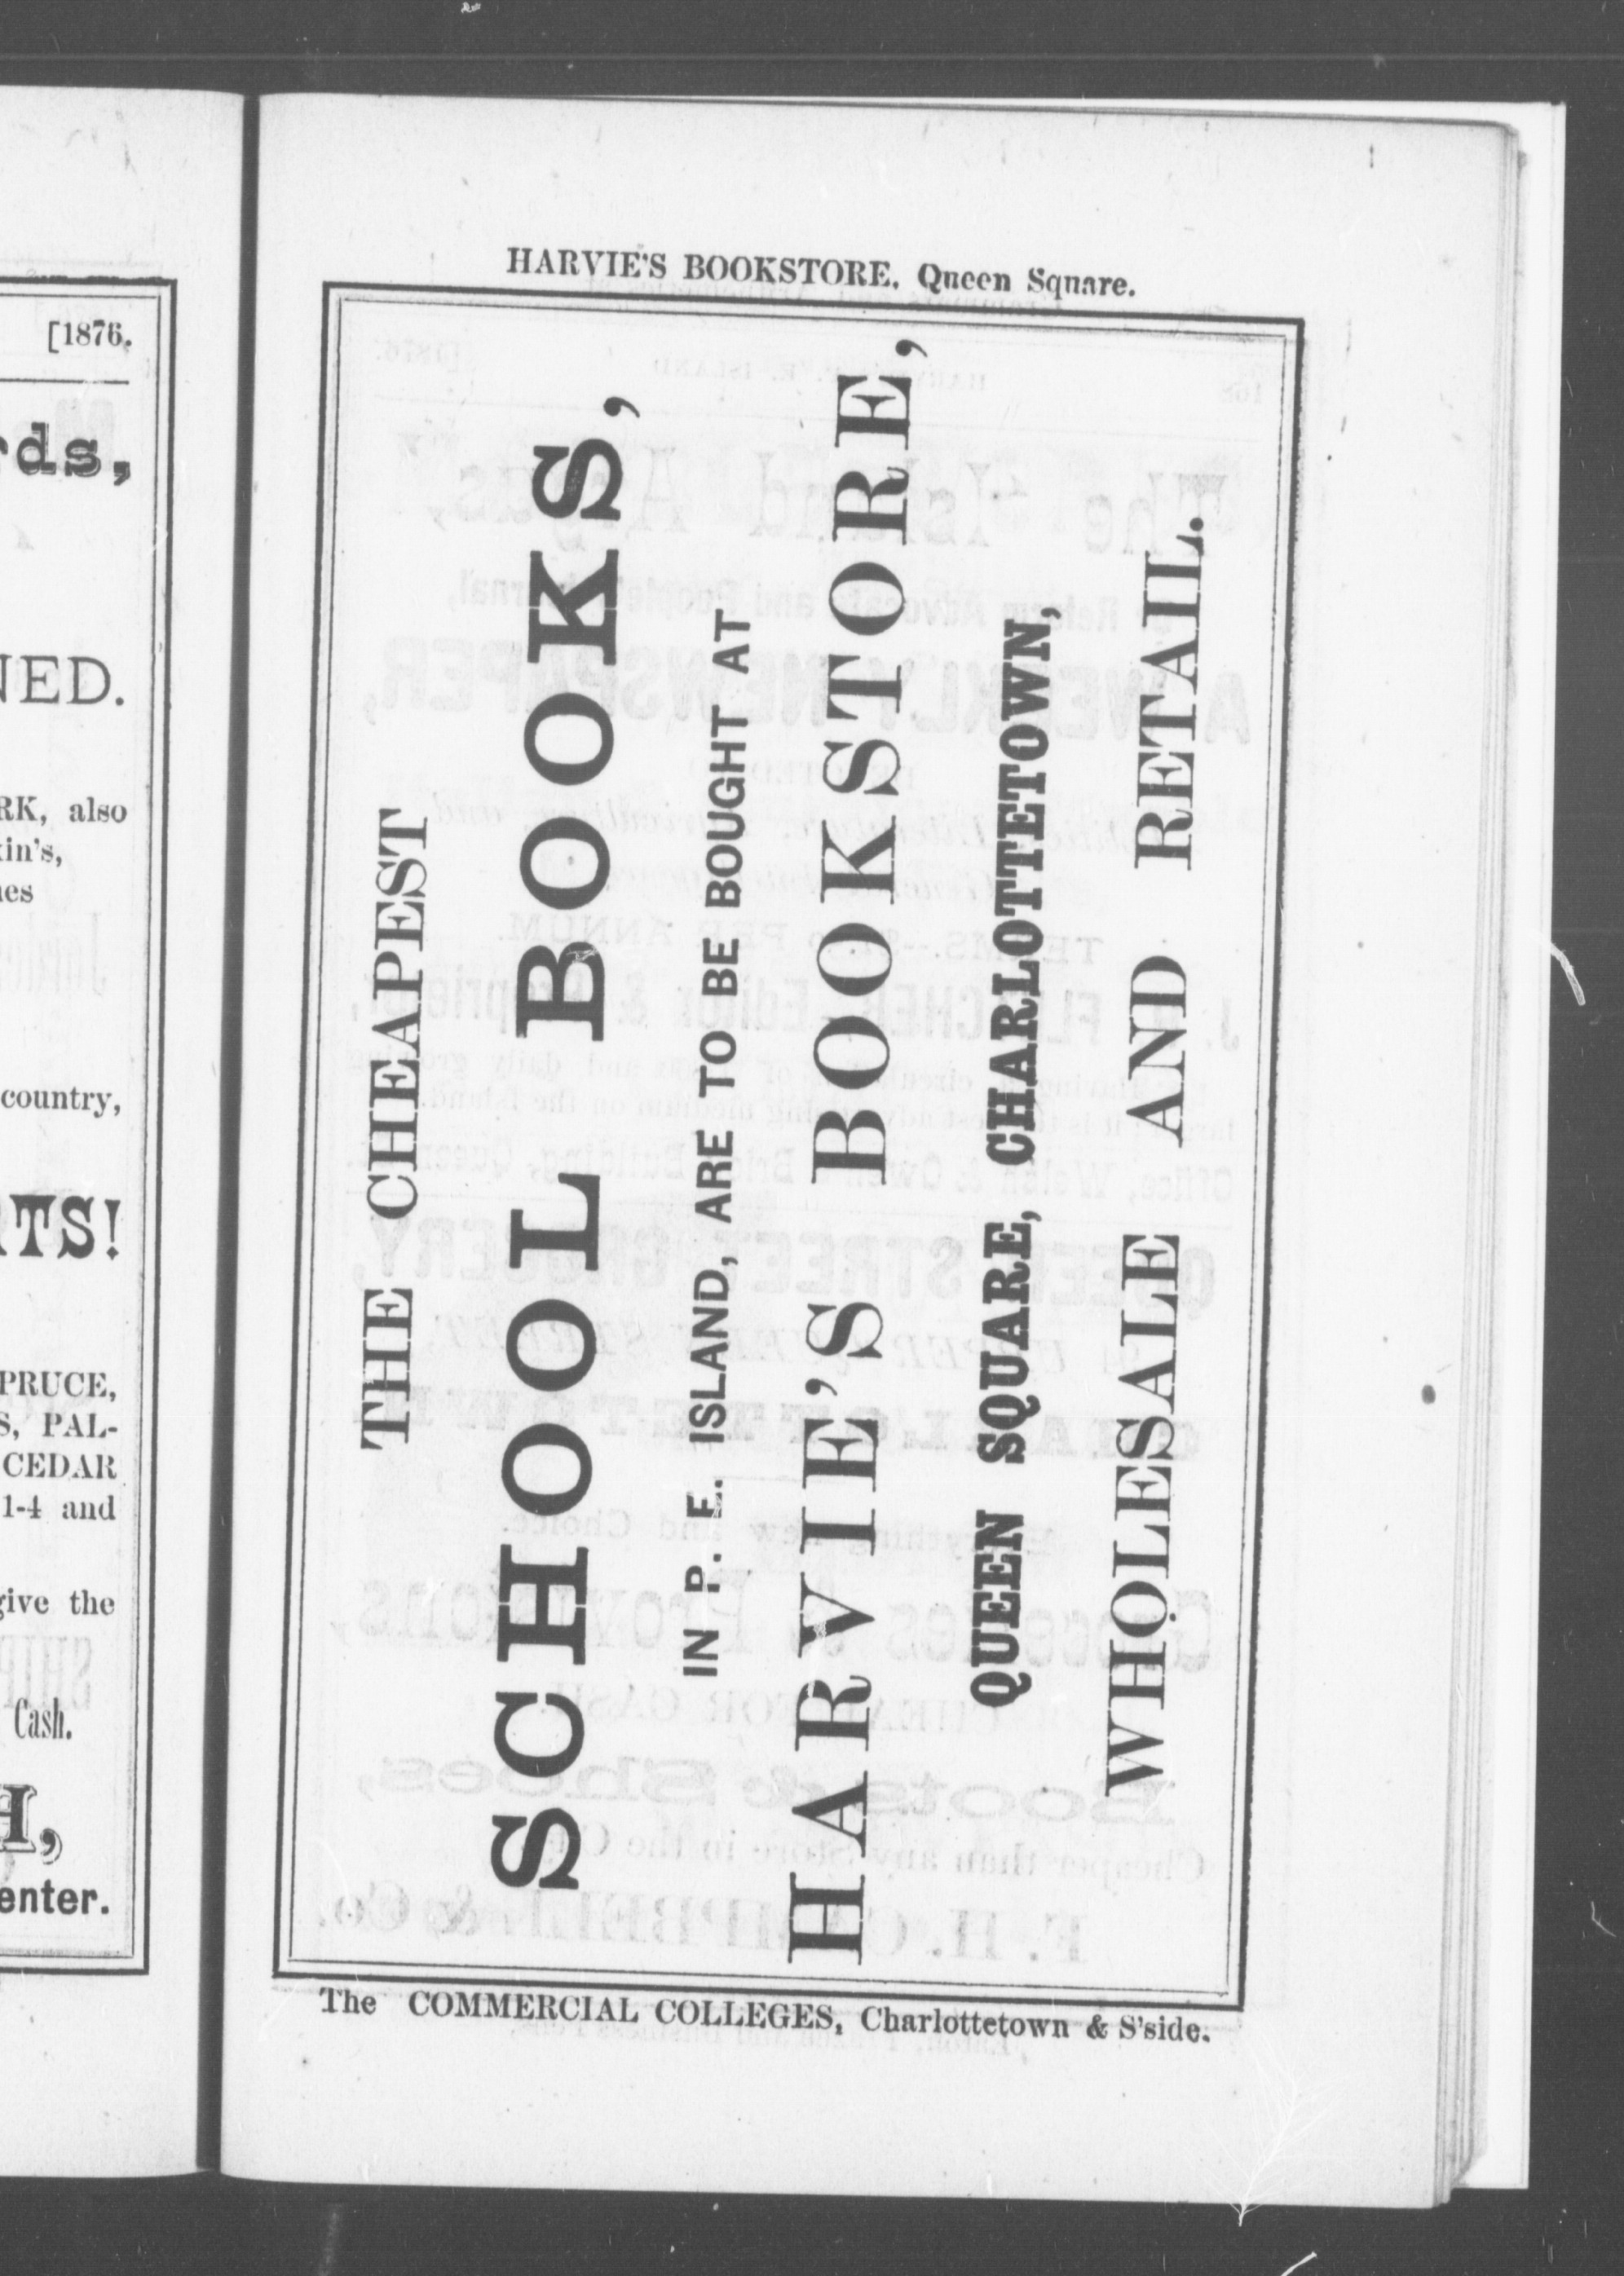 [1876.
rds,
NED.
RK, also
kin's,
nes
country,
RTS!
PRUCE,
S, PAL-
CEDAR
1-4 and
give the
Cash.
H,
enter.
HARVIE'S BOOKSTORE, Queen Square.
THE CHEAPEST
SCHOOL BOOKS,
IN P. E. ISLAND, ARE TO BE BOUGHT AT
HARVIE'S BOOKSTORE,
QUEEN SQUARE, CHARLOTTETOWN,
WHOLESALE AND RETAIL.
The COMMERCIAL COLLEGES, Charlottetown & S'side.